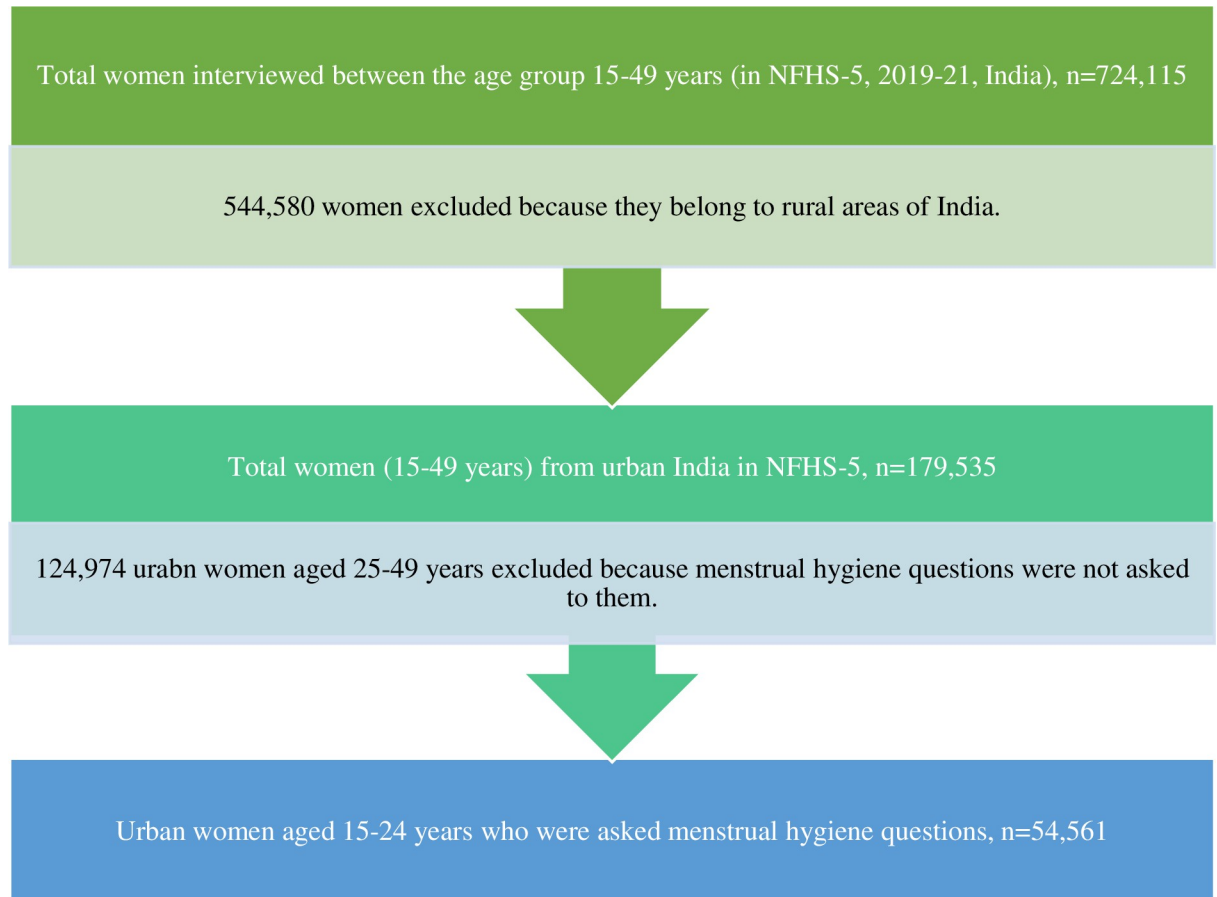 Total women interviewed between the age group 15-49 years (in NFHS-5, 2019-21, India), n=724,115
544,580 women excluded because they belong to rural areas of India.
Total women (15-49 years) from urban India in NFHS-5, n=179,535
124,974 urabn women aged 25-49 years excluded because menstrual hygiene questions were not asked
to them.
Urban women aged 15-24 years who were asked menstrual hygiene questions, n=54,561